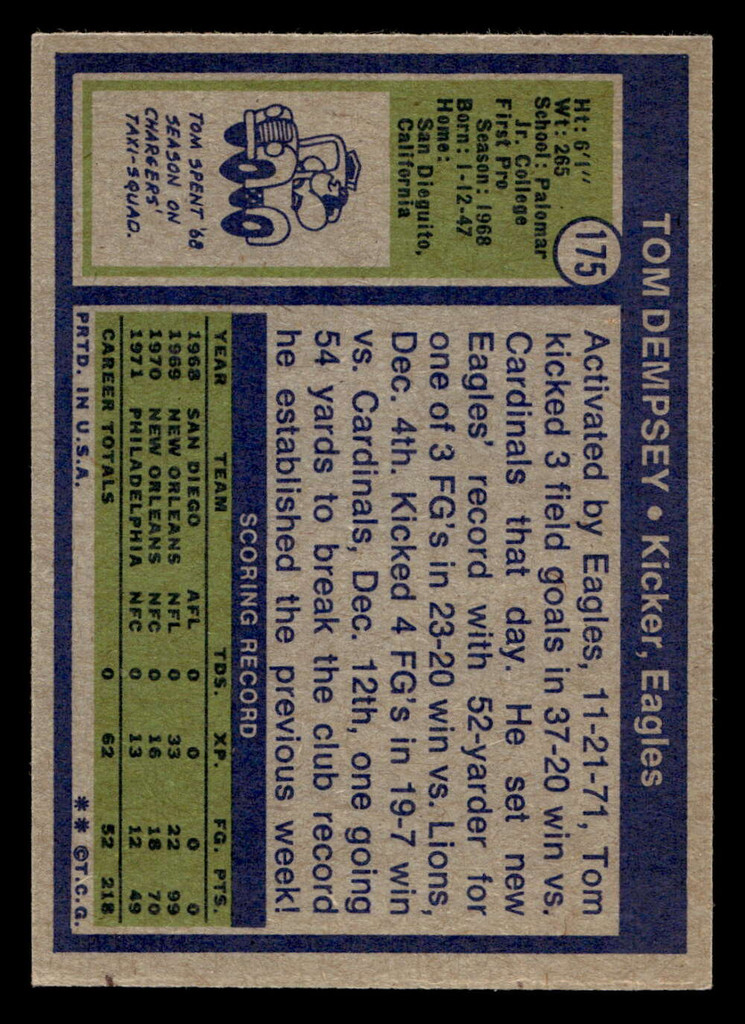 TOM DEMPSEY • Kicker, Eagles
175
Ht: 6'1"
Wt: 265
School: Palomar
Jr. College
First Pro
Season: 1968
Born: 1-12-47
Home:
San Dieguito,
California
TOM SPENT '68
SEASON ON
CHARGERS'
TAXI-SQUAD.
Activated by Eagles, 11-21-71, Tom
kicked 3 field goals in 37-20 win vs.
Cardinals that day. He set new
Eagles' record with 52-yarder for
one of 3 FG's in 23-20 win vs. Lions,
Dec. 4th. Kicked 4 FG's in 19-7 win
vs. Cardinals, Dec. 12th, one going
54 yards to break the club record
he established the previous week!
SCORING RECORD
YEAR TEAM TDS. XP. FG. PTS.
1968 SAN DIEGO AFL 0 0 0 0
1969 NEW ORLEANS NFL 0 33 22 99
1970 NEW ORLEANS NFC 0 16 18 70
1971 PHILADELPHIA NFC 0 13 12 49
CAREER TOTALS 0 62 52 218
PRTD. IN U.S.A. ** ©T.C.G.